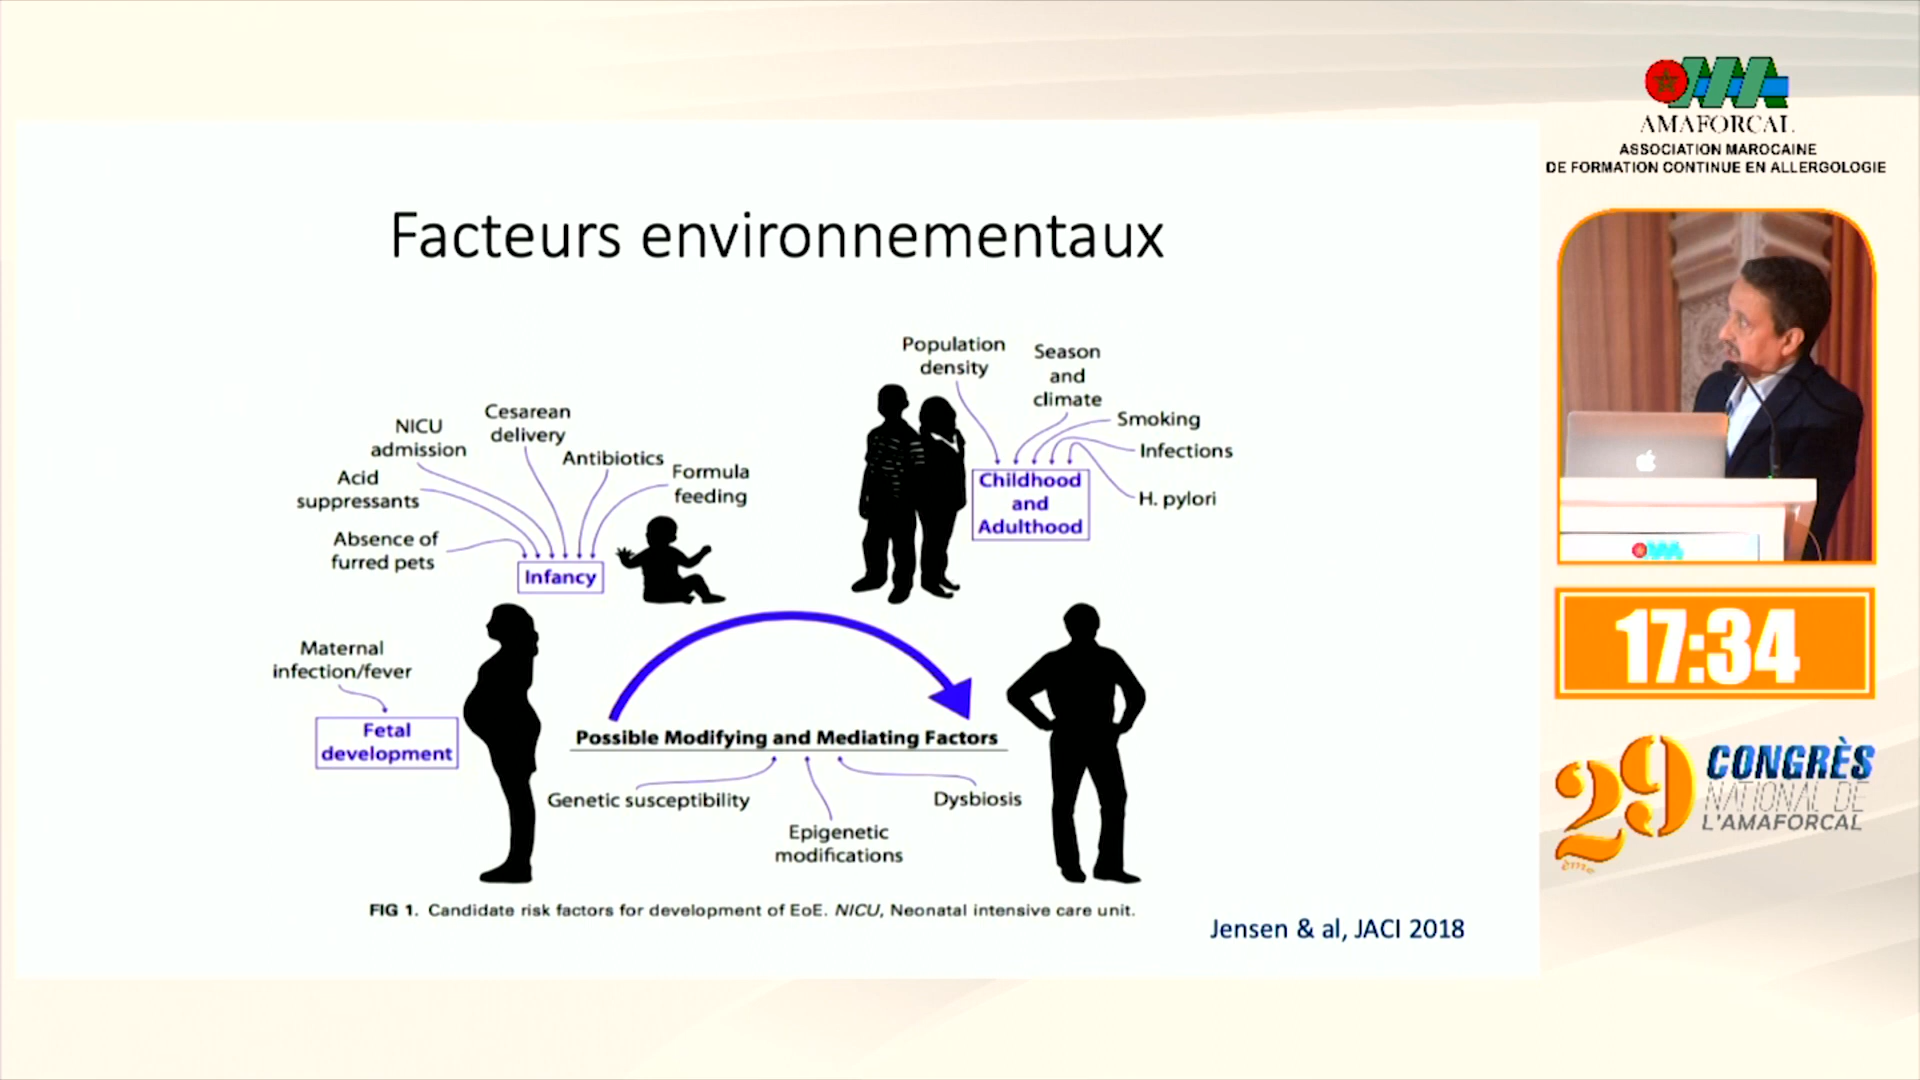 AMAFORCAL
ASSOCIATION MAROCAINE
DE FORMATION CONTINUE EN ALLERGOLOGIE
Facteurs environnementaux
Population
density
Season
and
climate
Smoking
Infections
H. pylori
Childhood
and
Adulthood
NICU
admission
Cesarean
delivery
Antibiotics
Formula
feeding
Acid
suppressants
Absence of
furred pets
Infancy
Maternal
infection/fever
Fetal
development
Possible Modifying and Mediating Factors
Genetic susceptibility
Epigenetic
modifications
Dysbiosis
FIG 1. Candidate risk factors for development of EoE. NICU, Neonatal intensive care unit.
Jensen & al, JACI 2018
17:34
29
ème
CONGRÈS
NATIONAL DE
L'AMAFORCAL